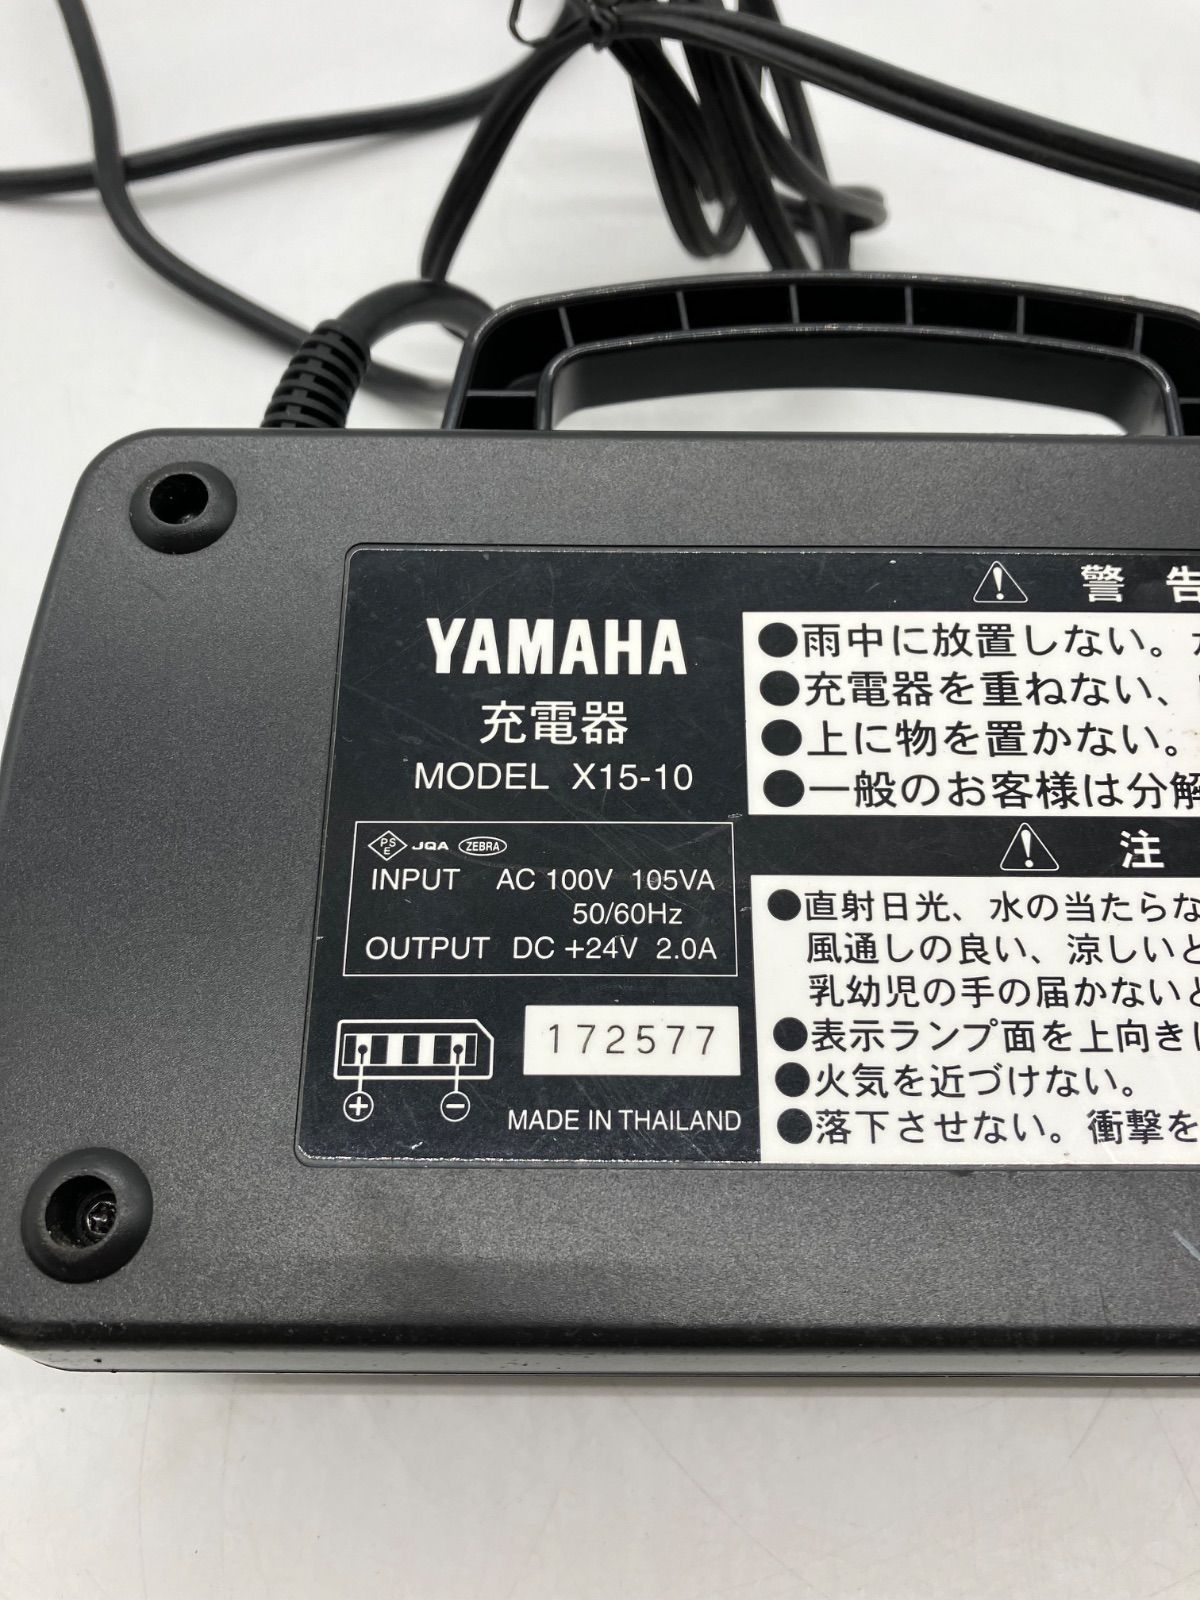 YAMAHA
充電器
MODEL X15-10
PSE JQA ZEBRA
INPUT AC 100V 105VA
50/60Hz
OUTPUT DC +24V 2.0A
172577
+ −
MADE IN THAILAND
警 告
●雨中に放置しない。
●充電器を重ねない、
●上に物を置かない。
●一般のお客様は分解
注
●直射日光、水の当たらな
風通しの良い、涼しいと
乳幼児の手の届かないと
●表示ランプ面を上向きに
●火気を近づけない。
●落下させない。衝撃を